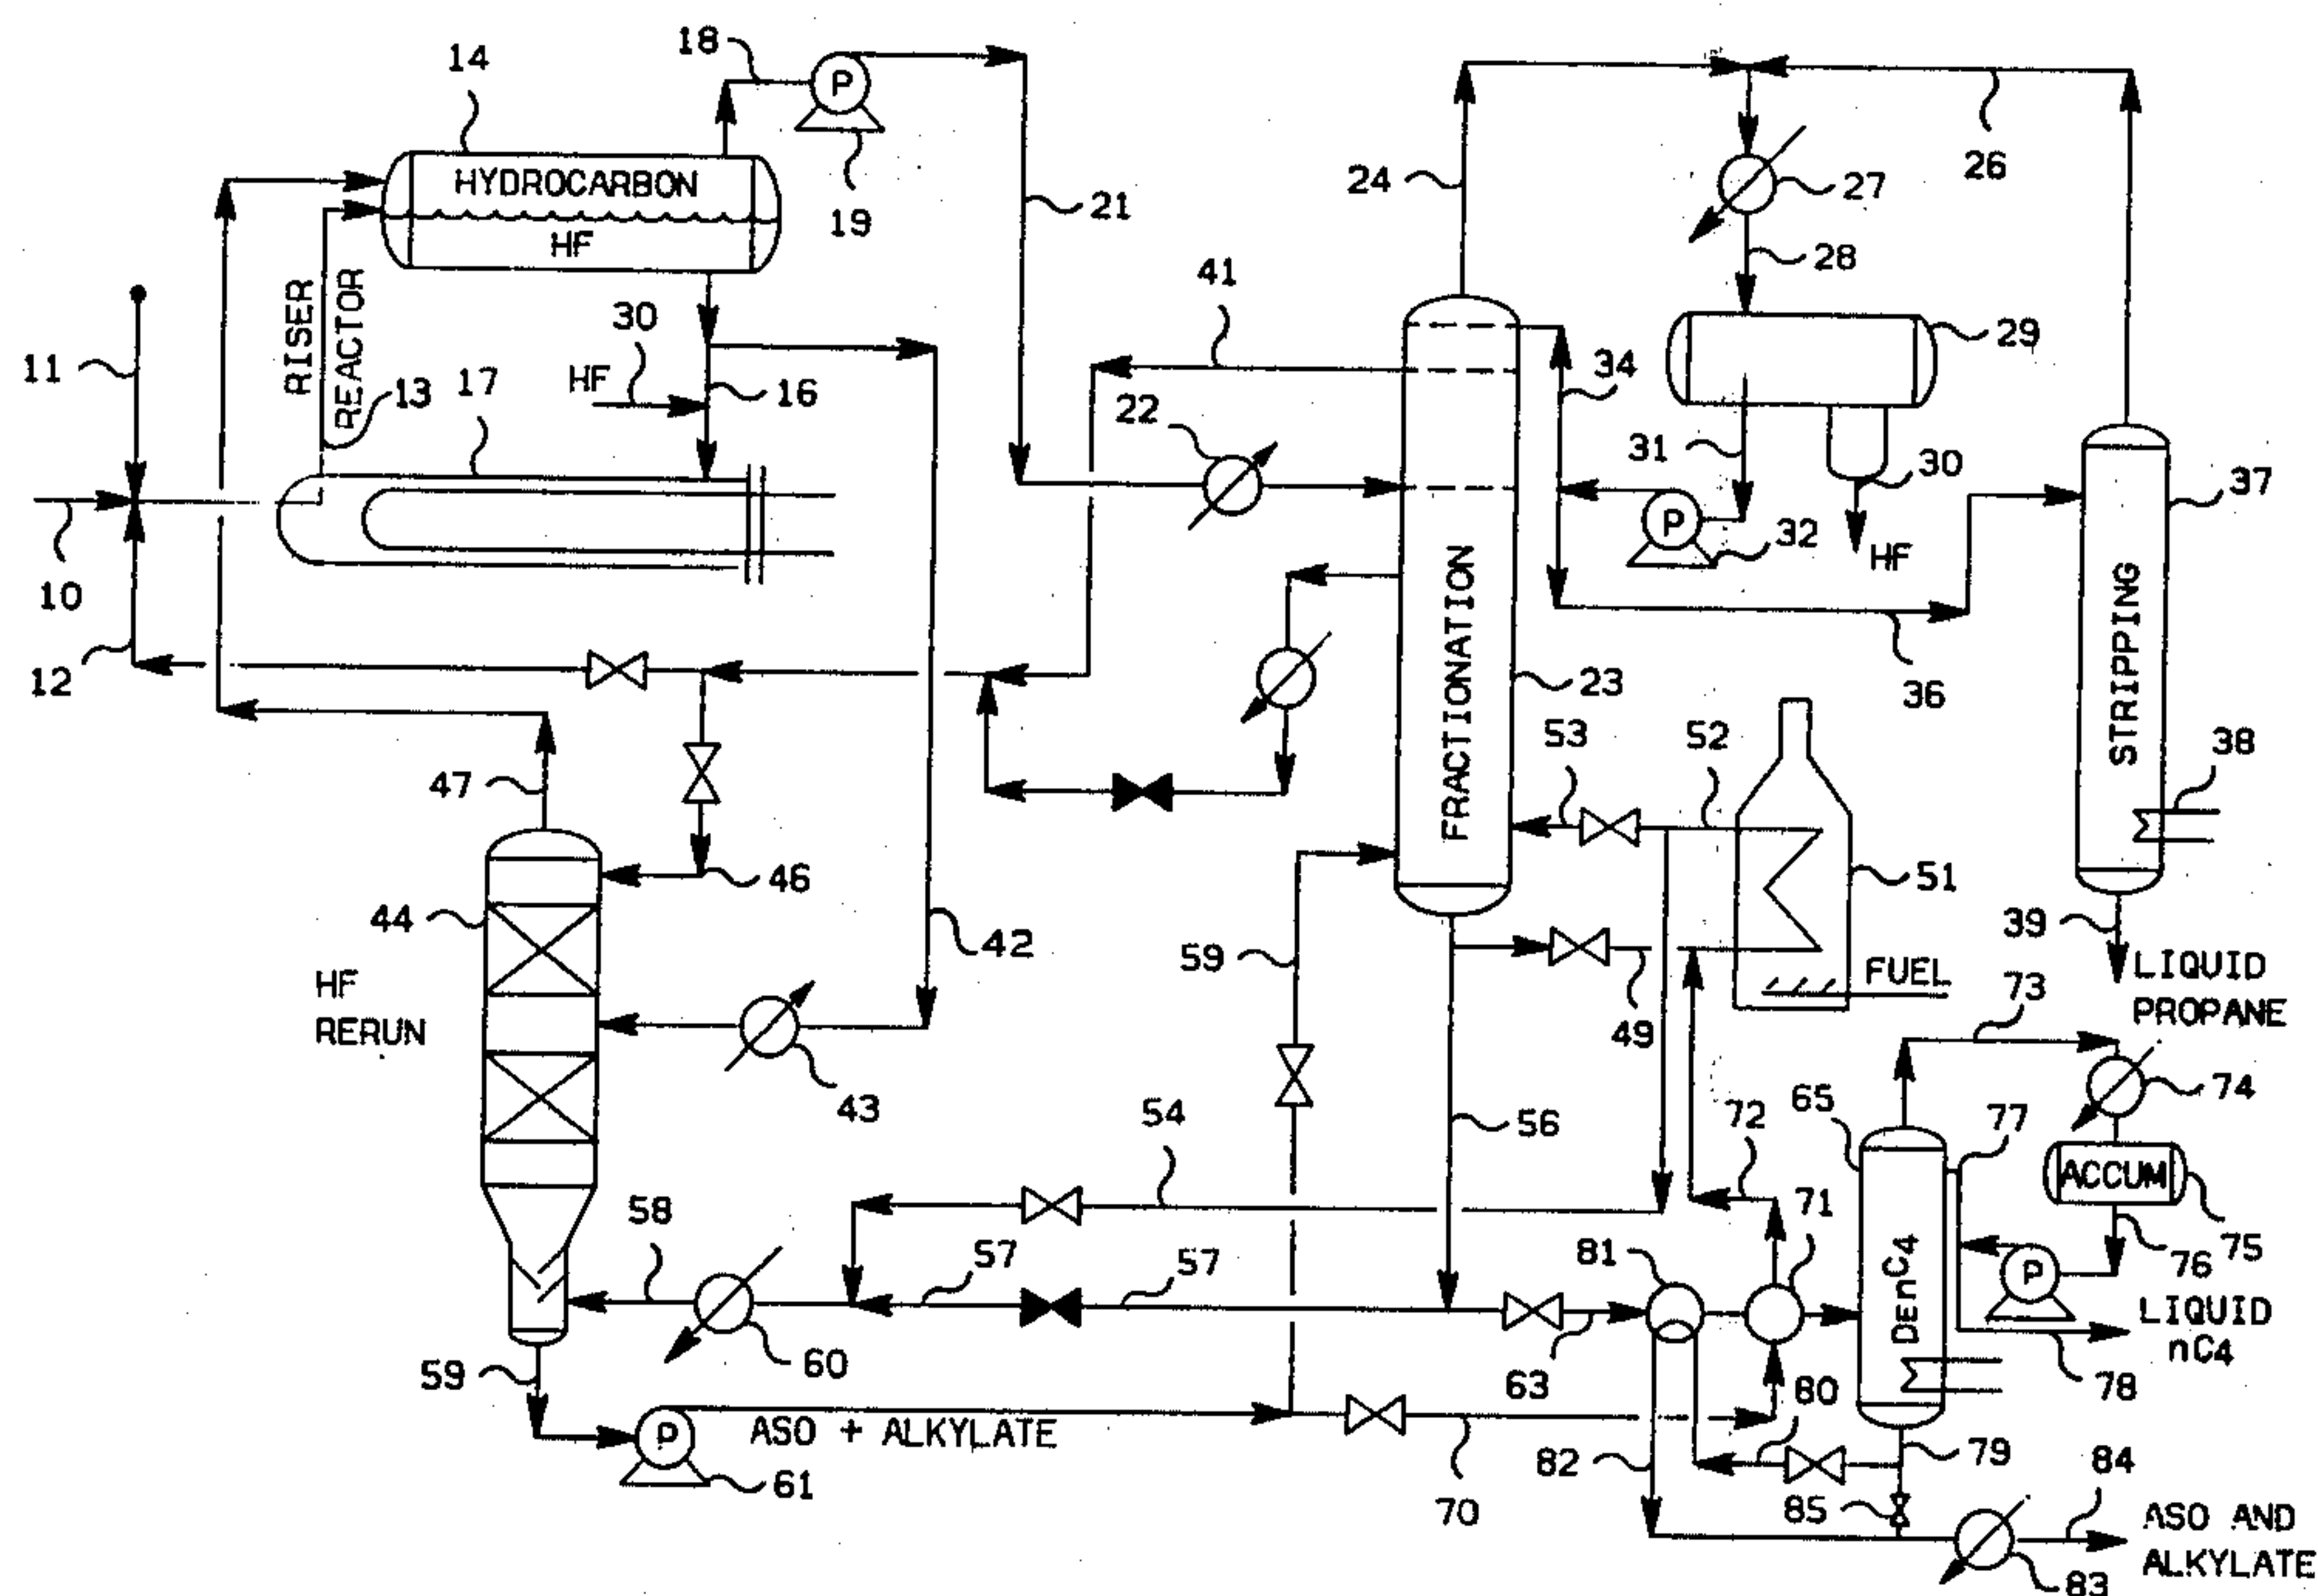 14
18
P
19
HYDROCARBON
HF
21
24
26
27
28
29
11
RISER
REACTOR
13
17
30
HF
16
41
22
34
31
30
HF
P
32
37
10
12
36
STRIPPING
38
39
LIQUID
PROPANE
FRACTIONATION
23
53
52
51
FUEL
49
47
46
44
HF
RERUN
42
43
59
56
54
72
71
65
73
74
77
ACCUM
75
76
P
LIQUID
nC4
78
DEnC4
58
57
57
81
60
63
80
59
P
61
ASO + ALKYLATE
70
82
79
85
84
83
ASO AND
ALKYLATE